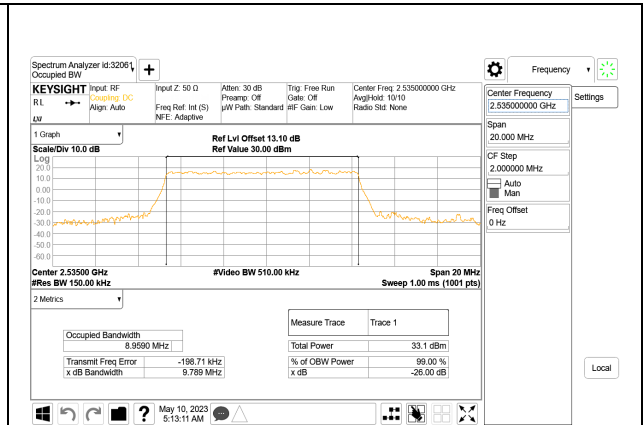 Spectrum Analyzer id:32061
Occupied BW
Frequency
KEYSIGHT
RL
LXI
Input: RF
Coupling: DC
Align: Auto
Input Z: 50 Ω
Freq Ref: Int (S)
NFE: Adaptive
Atten: 30 dB
Preamp: Off
µW Path: Standard
Trig: Free Run
Gate: Off
#IF Gain: Low
Center Freq: 2.535000000 GHz
Avg|Hold: 10/10
Radio Std: None
Center Frequency
2.535000000 GHz
Settings
Span
20.000 MHz
CF Step
2.000000 MHz
Auto
Man
Freq Offset
0 Hz
1 Graph
Scale/Div 10.0 dB
Ref Lvl Offset 13.10 dB
Ref Value 30.00 dBm
Log
20.0
10.0
0.00
-10.0
-20.0
-30.0
-40.0
-50.0
-60.0
Center 2.53500 GHz
#Video BW 510.00 kHz
Span 20 MHz
#Res BW 150.00 kHz
Sweep 1.00 ms (1001 pts)
2 Metrics
Occupied Bandwidth
8.9590 MHz
Transmit Freq Error -198.71 kHz
x dB Bandwidth 9.789 MHz
Measure Trace Trace 1
Total Power 33.1 dBm
% of OBW Power 99.00 %
x dB -26.00 dB
Local
?
May 10, 2023
5:13:11 AM